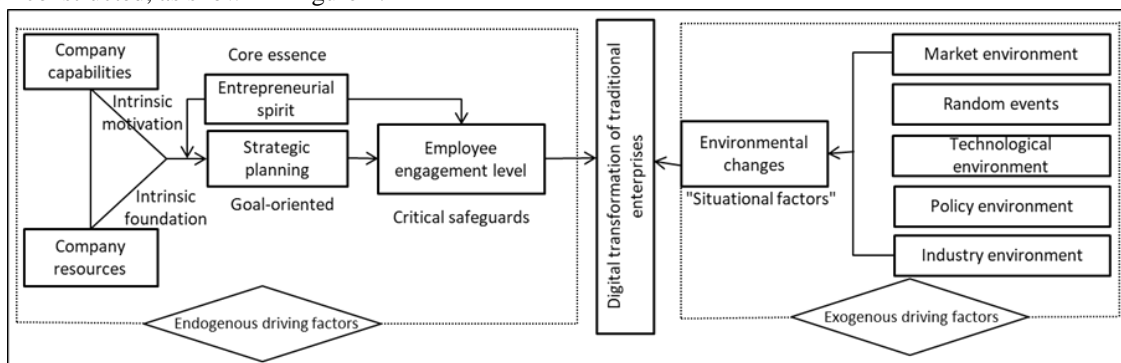 Company
capabilities
Core essence
Intrinsic
motivation
Entrepreneurial
spirit
Strategic
planning
Goal-oriented
Intrinsic
foundation
Company
resources
Employee
engagement level
Critical safeguards
Endogenous driving factors
Digital transformation of traditional
enterprises
Environmental
changes
"Situational factors"
Market environment
Random events
Technological
environment
Policy environment
Industry environment
Exogenous driving factors